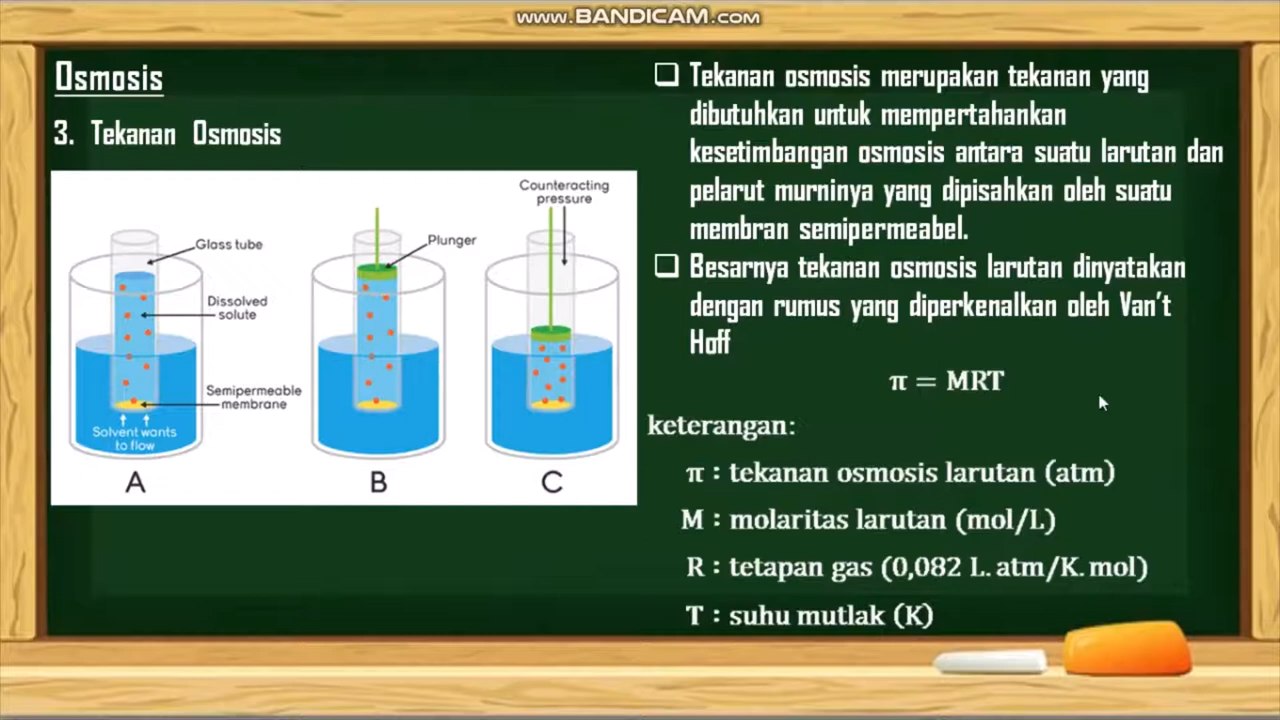 www.BANDICAM.com
Osmosis
3. Tekanan Osmosis
Counteracting
pressure
Glass tube
Plunger
Dissolved
solute
Semipermeable
membrane
Solvent wants
to flow
A
B
C
Tekanan osmosis merupakan tekanan yang
dibutuhkan untuk mempertahankan
kesetimbangan osmosis antara suatu larutan dan
pelarut murninya yang dipisahkan oleh suatu
membran semipermeabel.
Besarnya tekanan osmosis larutan dinyatakan
dengan rumus yang diperkenalkan oleh Van't
Hoff
π = MRT
keterangan:
π : tekanan osmosis larutan (atm)
M : molaritas larutan (mol/L)
R : tetapan gas (0,082 L. atm/K. mol)
T : suhu mutlak (K)